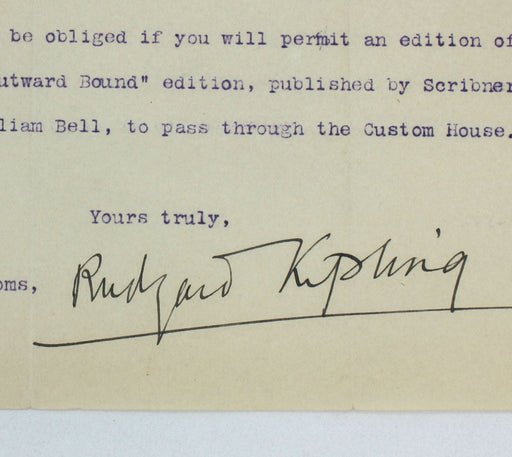 be obliged if you will permit an edition of
utward Bound" edition, published by Scribner
liam Bell, to pass through the Custom House.
Yours truly,
oms,
Rudyard Kipling